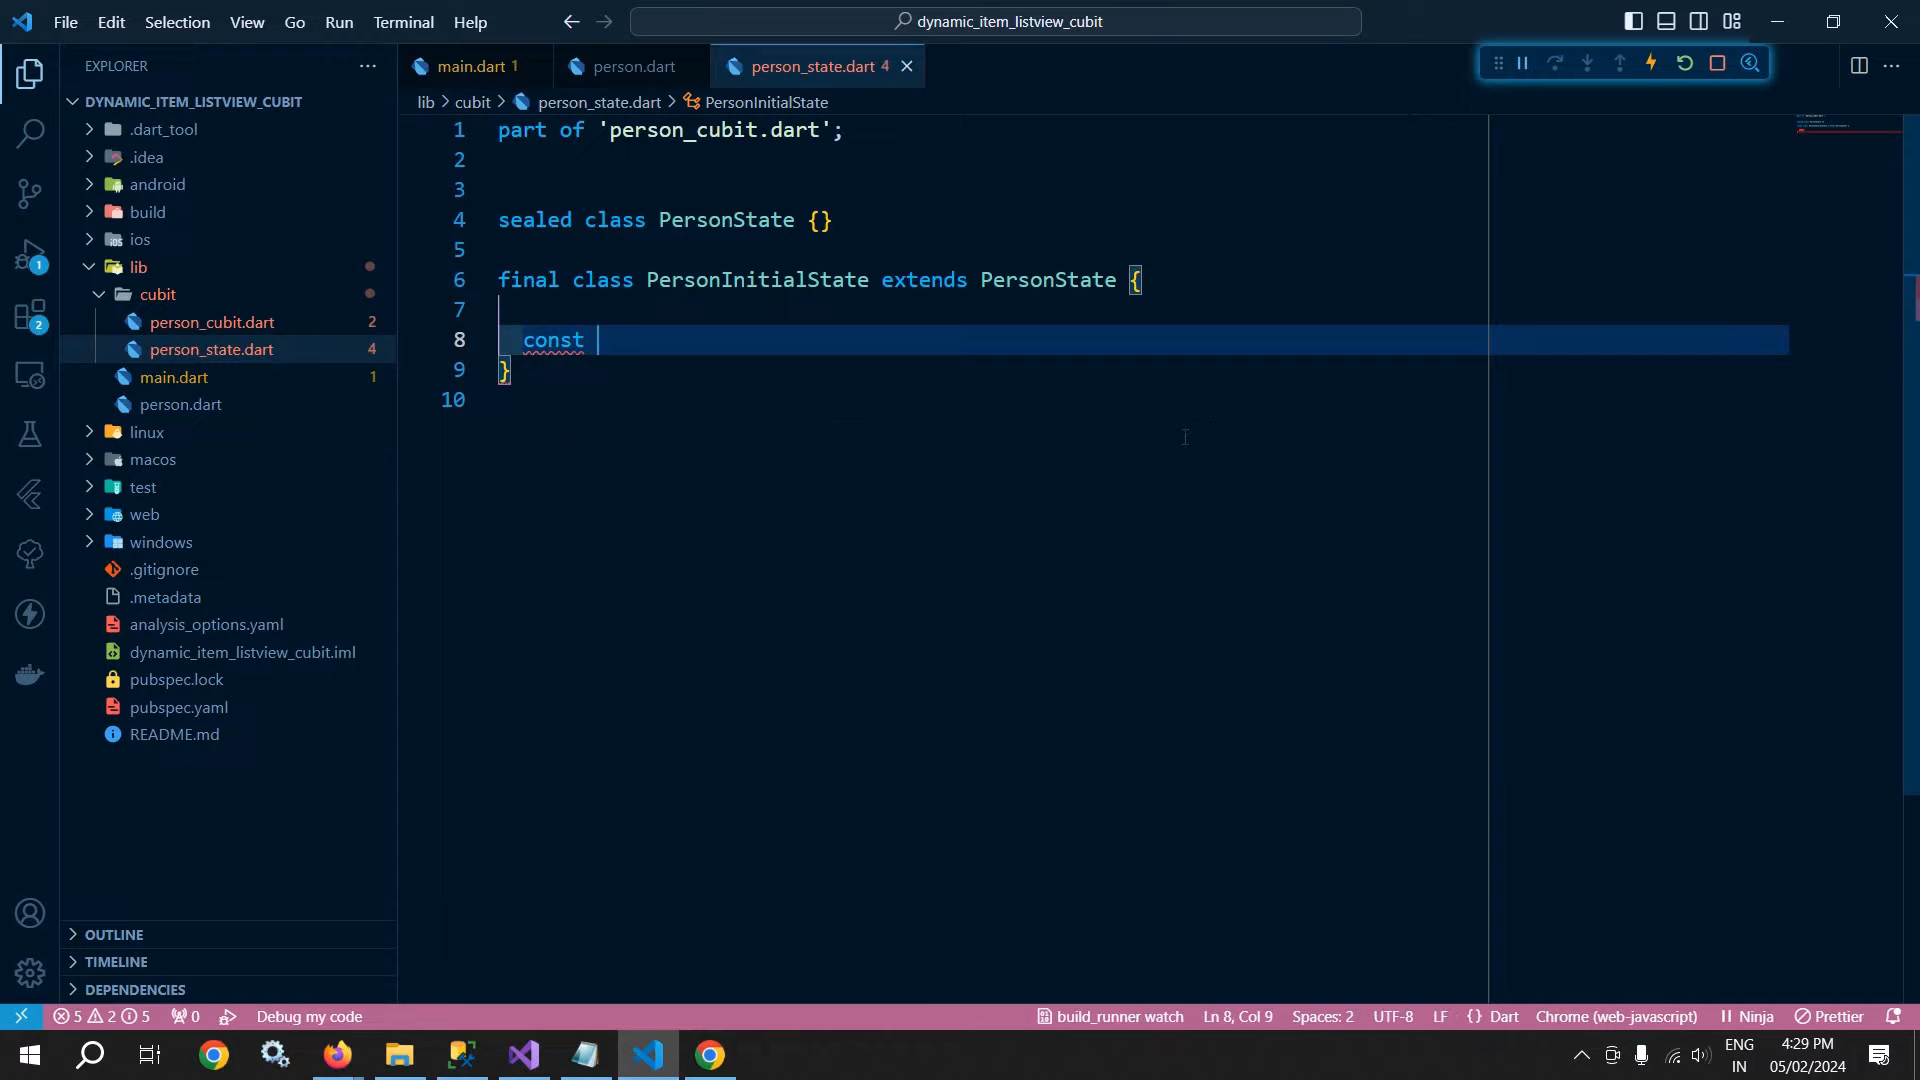 File Edit Selection View Go Run Terminal Help
dynamic_item_listview_cubit
EXPLORER
main.dart 1
person.dart
person_state.dart 4
DYNAMIC_ITEM_LISTVIEW_CUBIT
lib > cubit > person_state.dart > PersonInitialState
.dart_tool
.idea
android
build
ios
lib
cubit
person_cubit.dart 2
person_state.dart 4
main.dart 1
person.dart
linux
macos
test
web
windows
.gitignore
.metadata
analysis_options.yaml
dynamic_item_listview_cubit.iml
pubspec.lock
pubspec.yaml
README.md
OUTLINE
TIMELINE
DEPENDENCIES
1
2
1 part of 'person_cubit.dart';
2
3
4 sealed class PersonState {}
5
6 final class PersonInitialState extends PersonState {
7
8 const
9 }
10
5 2 5 0 Debug my code
build_runner watch Ln 8, Col 9 Spaces: 2 UTF-8 LF {} Dart Chrome (web-javascript) Ninja Prettier
ENG
IN
4:29 PM
05/02/2024